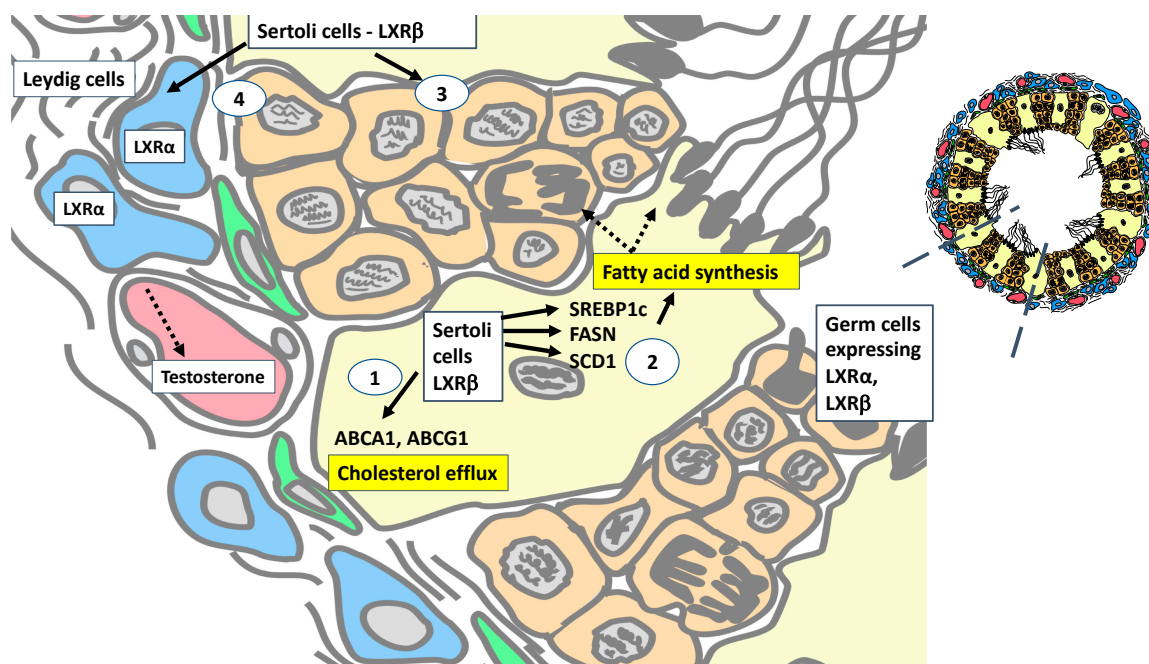 Sertoli cells - LXRβ
Leydig cells
4
3
LXRα
LXRα
Fatty acid synthesis
SREBP1c
FASN
SCD1
2
Sertoli
cells
LXRβ
Germ cells
expressing
LXRα,
LXRβ
1
Testosterone
ABCA1, ABCG1
Cholesterol efflux